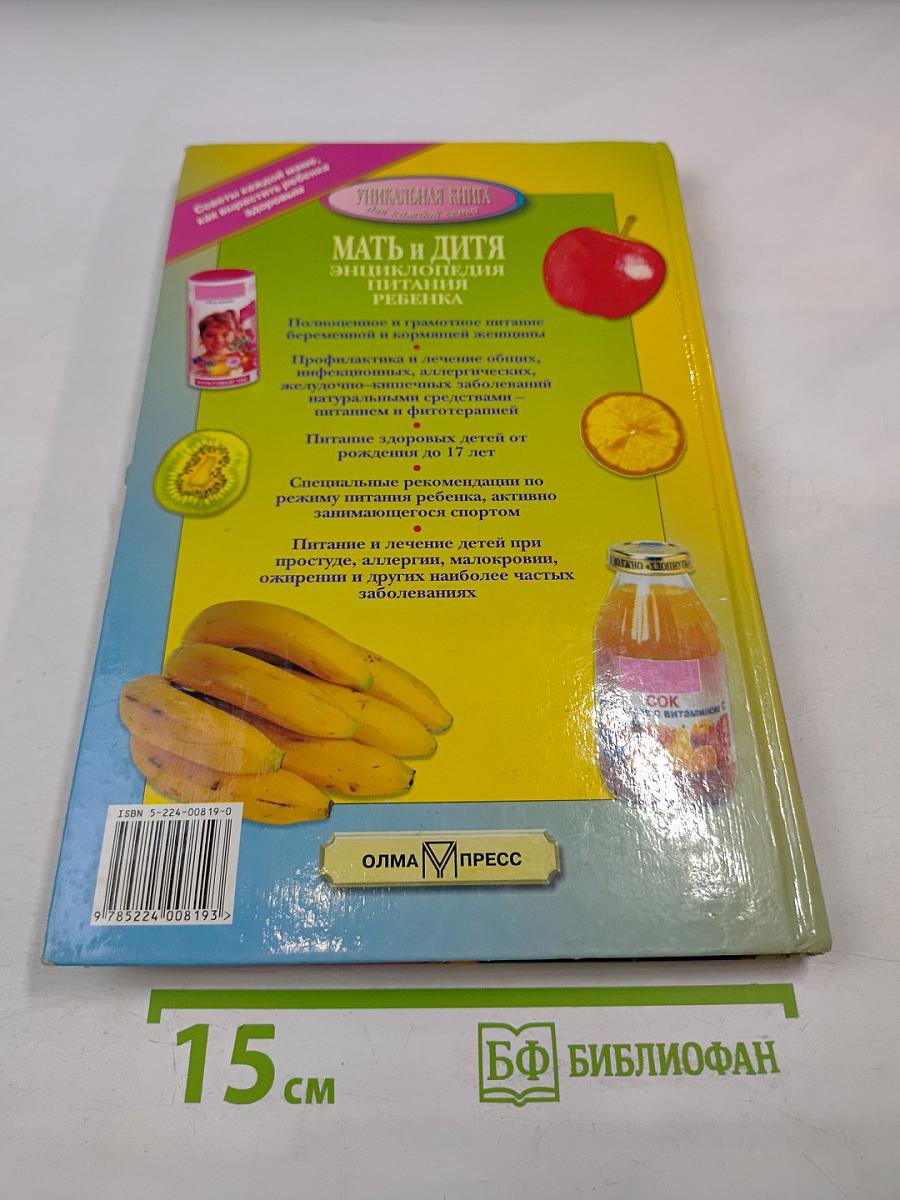 Советы каждой маме,
как вырастить ребенка
здоровым
УНИКАЛЬНАЯ КНИГА
для каждой семьи
МАТЬ и ДИТЯ
ЭНЦИКЛОПЕДИЯ
ПИТАНИЯ
РЕБЕНКА
Полноценное и грамотное питание
беременной и кормящей женщины
Профилактика и лечение общих,
инфекционных, аллергических,
желудочно–кишечных заболеваний
натуральными средствами –
питанием и фитотерапией
Питание здоровых детей от
рождения до 17 лет
Специальные рекомендации по
режиму питания ребенка, активно
занимающегося спортом
Питание и лечение детей при
простуде, аллергии, малокровии,
ожирении и других наиболее частых
заболеваниях
ДОЛЖНО «ХЛОПНУТЬ»
СОК
с витамином С
ISBN 5-224-00819-0
9 785224 008193 >
ОЛМА ПРЕСС
15 см
БФ БИБЛИОФАН